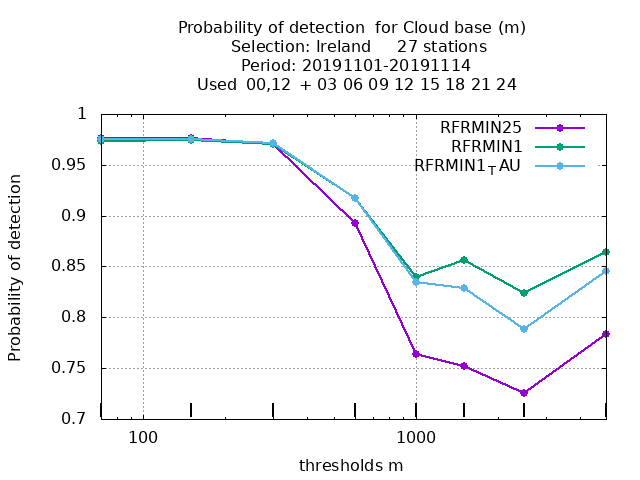 Probability of detection  for Cloud base (m)
Selection: Ireland     27 stations
Period: 20191101-20191114
Used  00,12  + 03 06 09 12 15 18 21 24
RFRMIN25
RFRMIN1
RFRMIN1TAU
1
0.95
0.9
0.85
0.8
0.75
0.7
Probability of detection
100
1000
thresholds m